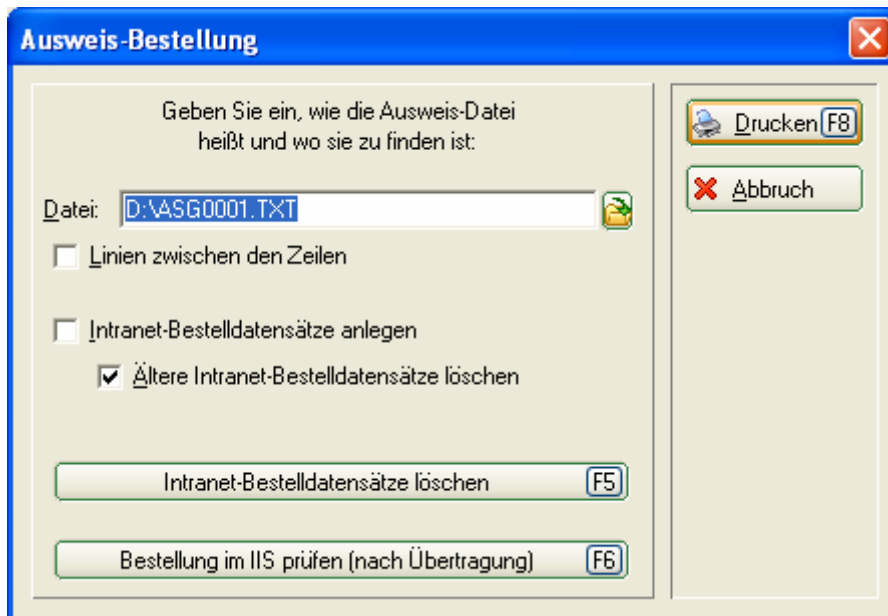 Ausweis-Bestellung
Geben Sie ein, wie die Ausweis-Datei
heißt und wo sie zu finden ist:
Datei: D:\ASG0001.TXT
Linien zwischen den Zeilen
Intranet-Bestelldatensätze anlegen
Ältere Intranet-Bestelldatensätze löschen
Intranet-Bestelldatensätze löschen F5
Bestellung im IIS prüfen (nach Übertragung) F6
Drucken F8
Abbruch